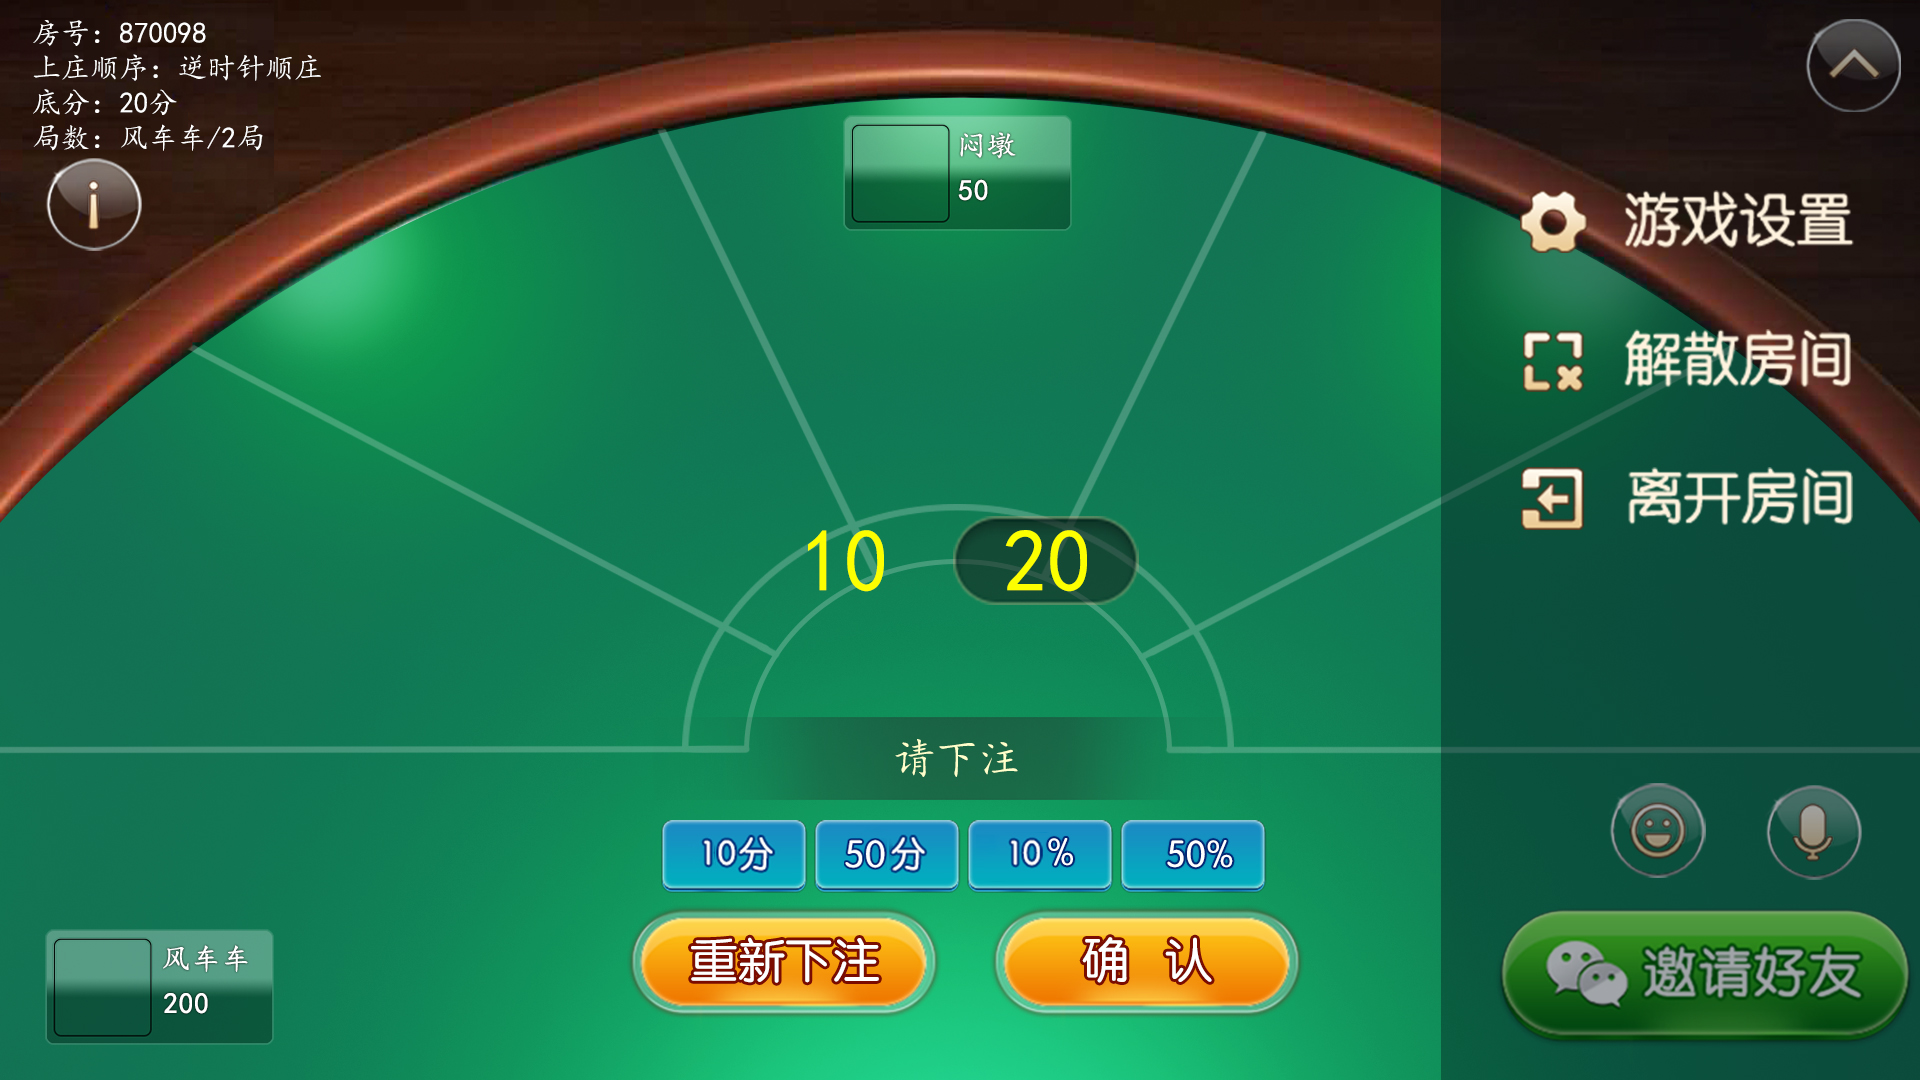 房号：870098
上庄顺序：逆时针顺庄
底分：20分
局数：风车车/2局
闷墩
50
游戏设置
解散房间
离开房间
10
20
请下注
10分
50分
10%
50%
重新下注
确 认
风车车
200
邀请好友